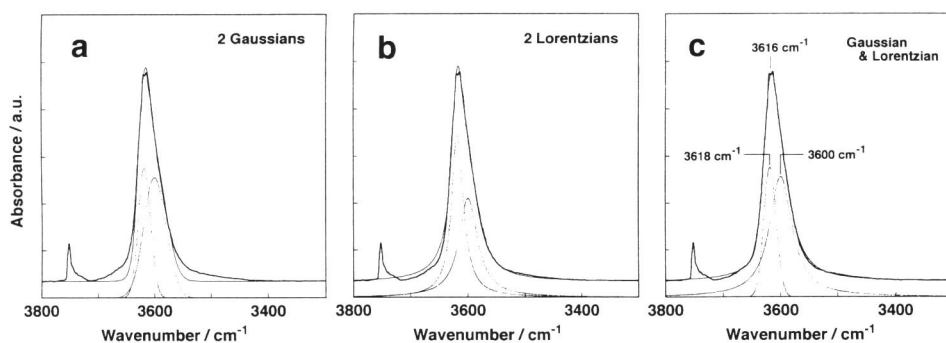 a
2 Gaussians
b
2 Lorentzians
c
3616 cm-1
Gaussian
& Lorentzian
3618 cm-1
3600 cm-1
Absorbance / a.u.
3800
3600
3400
3800
3600
3400
3800
3600
3400
Wavenumber / cm-1
Wavenumber / cm-1
Wavenumber / cm-1